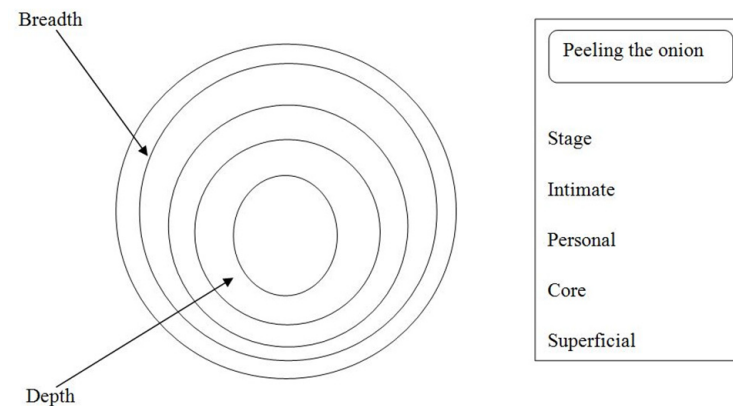 Breadth
Peeling the onion
Stage
Intimate
Personal
Core
Superficial
Depth